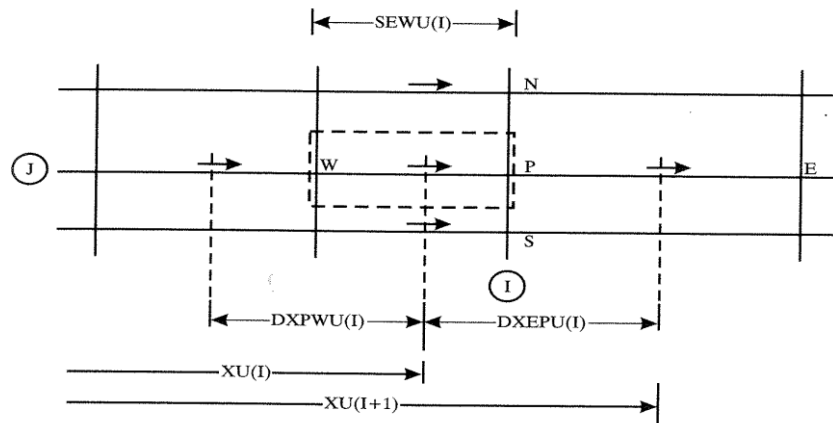 SEWU(I)
N
J
W
P
E
S
I
DXPWU(I)
DXEPU(I)
XU(I)
XU(I+1)